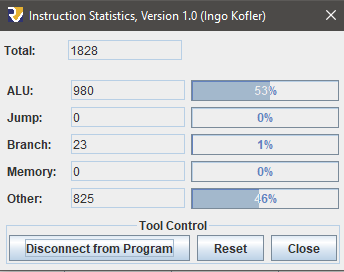 Instruction Statistics, Version 1.0 (Ingo Kofler)
Total: 1828
ALU: 980 53%
Jump: 0 0%
Branch: 23 1%
Memory: 0 0%
Other: 825 46%
Tool Control
Disconnect from Program Reset Close